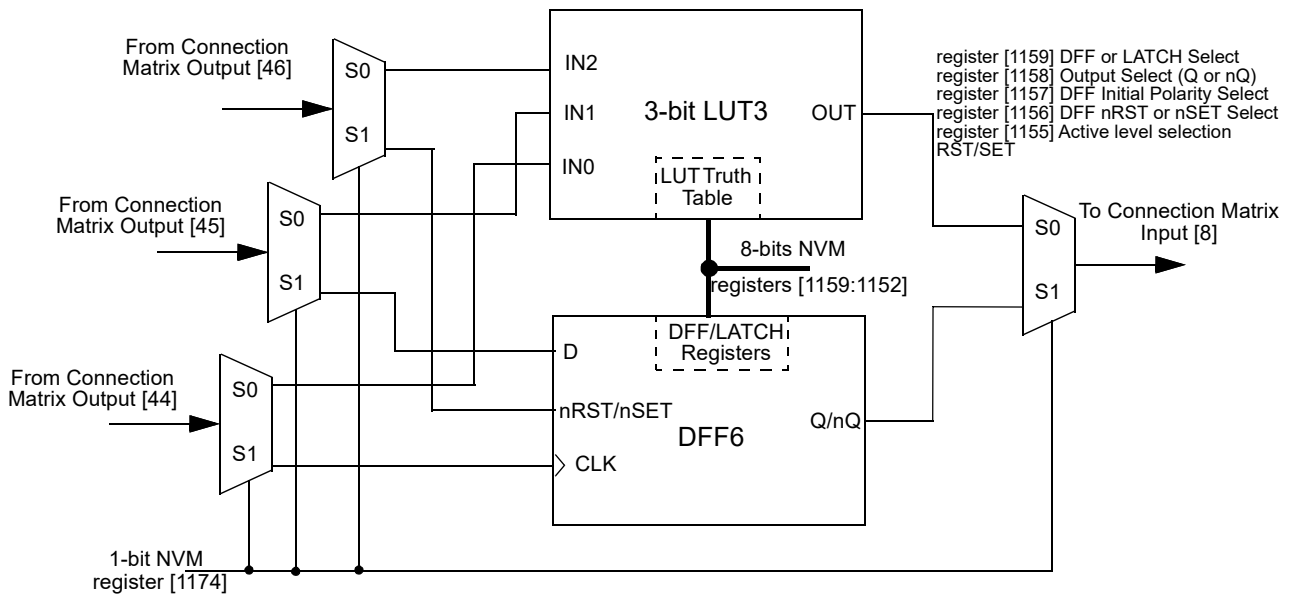 From Connection
Matrix Output [46]
S0
S1
IN2
IN1
IN0
3-bit LUT3
OUT
LUT Truth
Table
register [1159] DFF or LATCH Select
register [1158] Output Select (Q or nQ)
register [1157] DFF Initial Polarity Select
register [1156] DFF nRST or nSET Select
register [1155] Active level selection
RST/SET
From Connection
Matrix Output [45]
S0
S1
8-bits NVM
registers [1159:1152]
S0
S1
To Connection Matrix
Input [8]
From Connection
Matrix Output [44]
S0
S1
DFF/LATCH
Registers
D
nRST/nSET
DFF6
CLK
Q/nQ
1-bit NVM
register [1174]